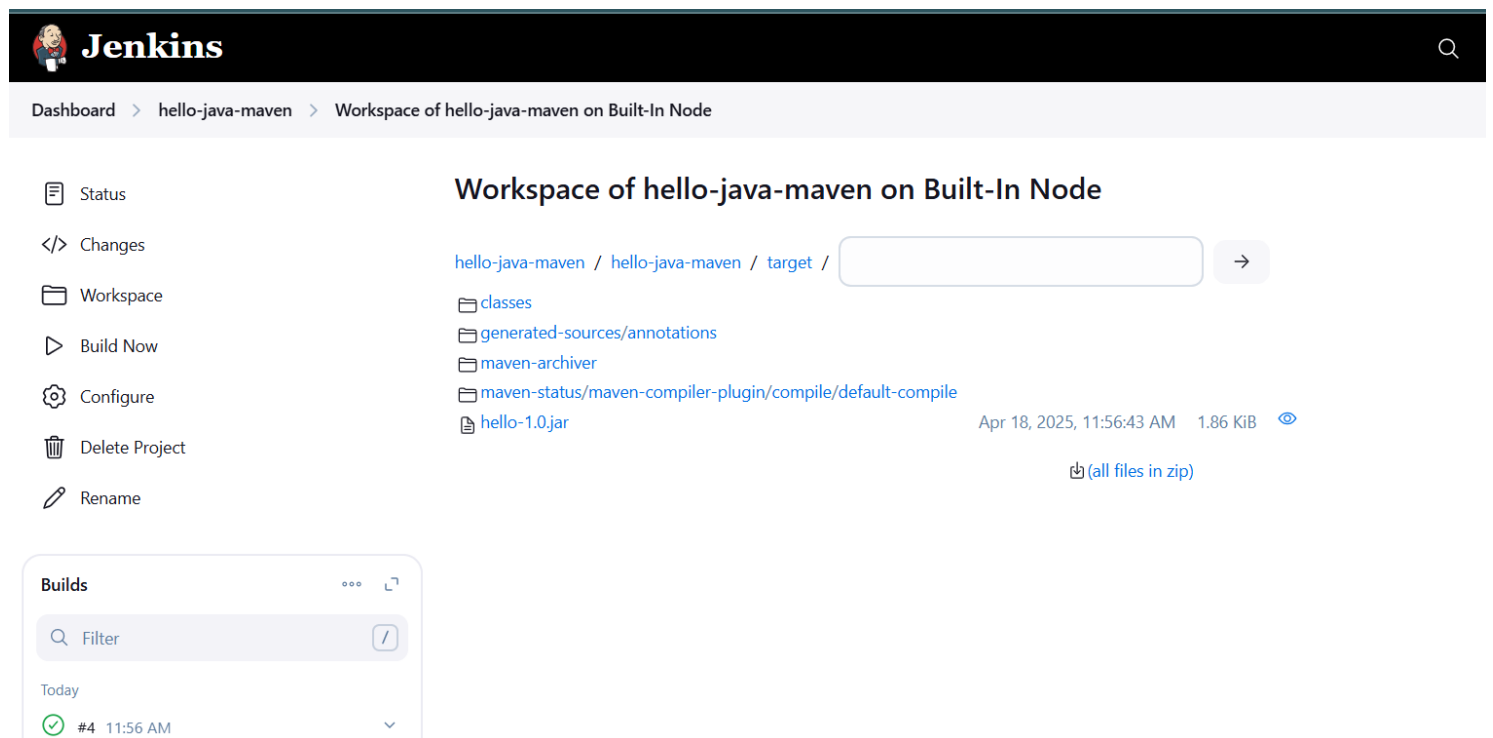 Jenkins
Dashboard > hello-java-maven > Workspace of hello-java-maven on Built-In Node
Status
Changes
Workspace
Build Now
Configure
Delete Project
Rename
Builds
Filter /
Today
#4 11:56 AM
Workspace of hello-java-maven on Built-In Node
hello-java-maven / hello-java-maven / target /
classes
generated-sources/annotations
maven-archiver
maven-status/maven-compiler-plugin/compile/default-compile
hello-1.0.jar Apr 18, 2025, 11:56:43 AM 1.86 KiB
(all files in zip)